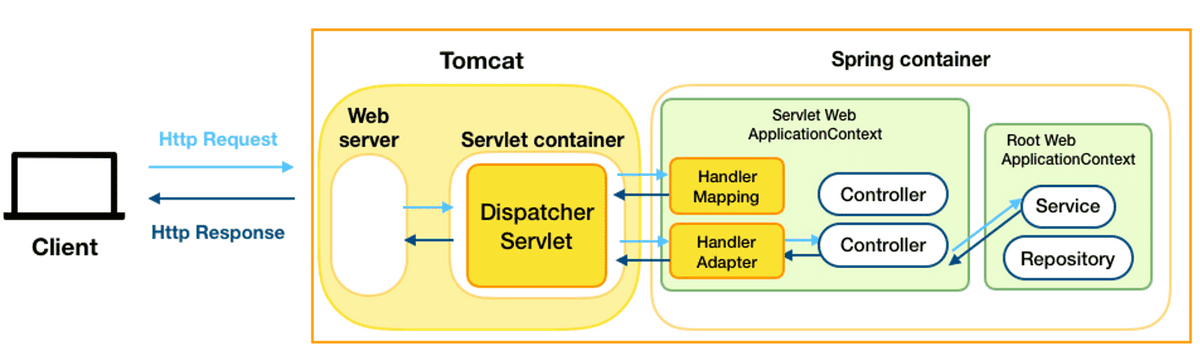 Tomcat
Spring container
Web
server
Servlet container
Servlet Web
ApplicationContext
Root Web
ApplicationContext
Http Request
Http Response
Client
Dispatcher
Servlet
Handler
Mapping
Handler
Adapter
Controller
Controller
Service
Repository